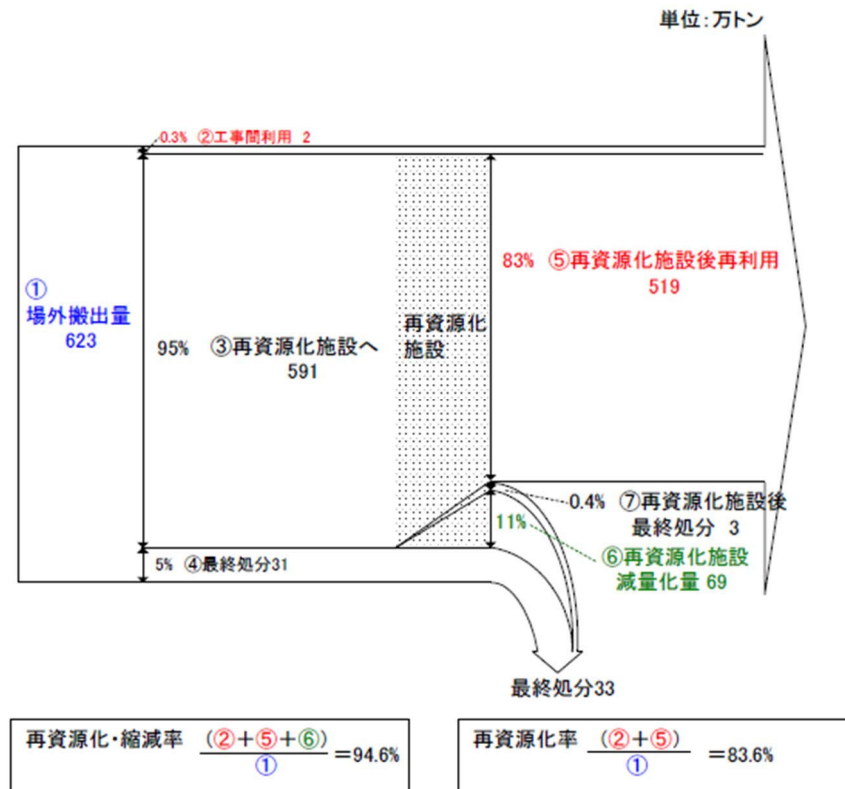 単位：万トン
0.3% ②工事間利用 2
①
場外搬出量
623
95% ③再資源化施設へ
591
再資源化
施設
83% ⑤再資源化施設後再利用
519
0.4% ⑦再資源化施設後
最終処分 3
11%
⑥再資源化施設
減量化量 69
5% ④最終処分31
最終処分33
再資源化・縮減率 (②＋⑤＋⑥)
① ＝94.6%
再資源化率 (②＋⑤)
① ＝83.6%